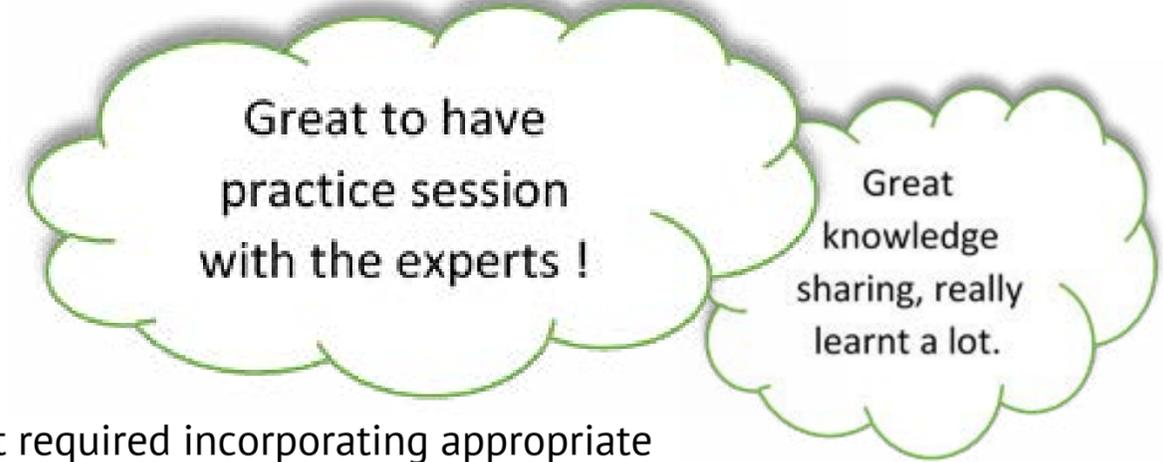 Great to have
practice session
with the experts !
Great
knowledge
sharing, really
learnt a lot.
required incorporating appropriate